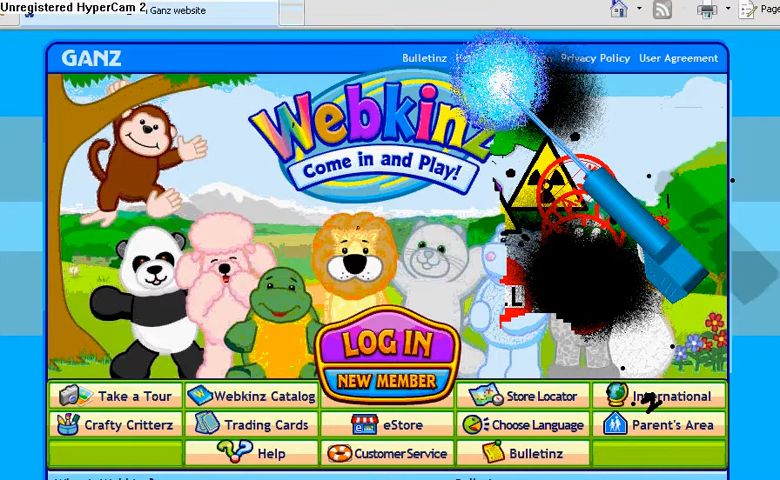 Unregistered HyperCam 2
Ganz website
Page
GANZ
Bulletinz
Privacy Policy
User Agreement
Webkinz
Come in and Play!
LOG IN
NEW MEMBER
Take a Tour
Webkinz Catalog
Store Locator
International
Crafty Critterz
Trading Cards
eStore
Choose Language
Parent's Area
Help
Customer Service
Bulletinz